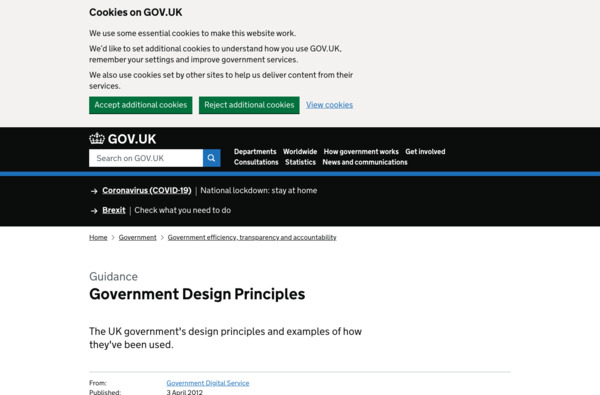 Cookies on GOV.UK
We use some essential cookies to make this website work.
We'd like to set additional cookies to understand how you use GOV.UK,
remember your settings and improve government services.
We also use cookies set by other sites to help us deliver content from their
services.
Accept additional cookies Reject additional cookies View cookies
GOV.UK
Departments Worldwide How government works Get involved
Search on GOV.UK
Consultations Statistics News and communications
→ Coronavirus (COVID-19) | National lockdown: stay at home
→ Brexit | Check what you need to do
Home > Government > Government efficiency, transparency and accountability
Guidance
Government Design Principles
The UK government's design principles and examples of how
they've been used.
From: Government Digital Service
Published: 3 April 2012